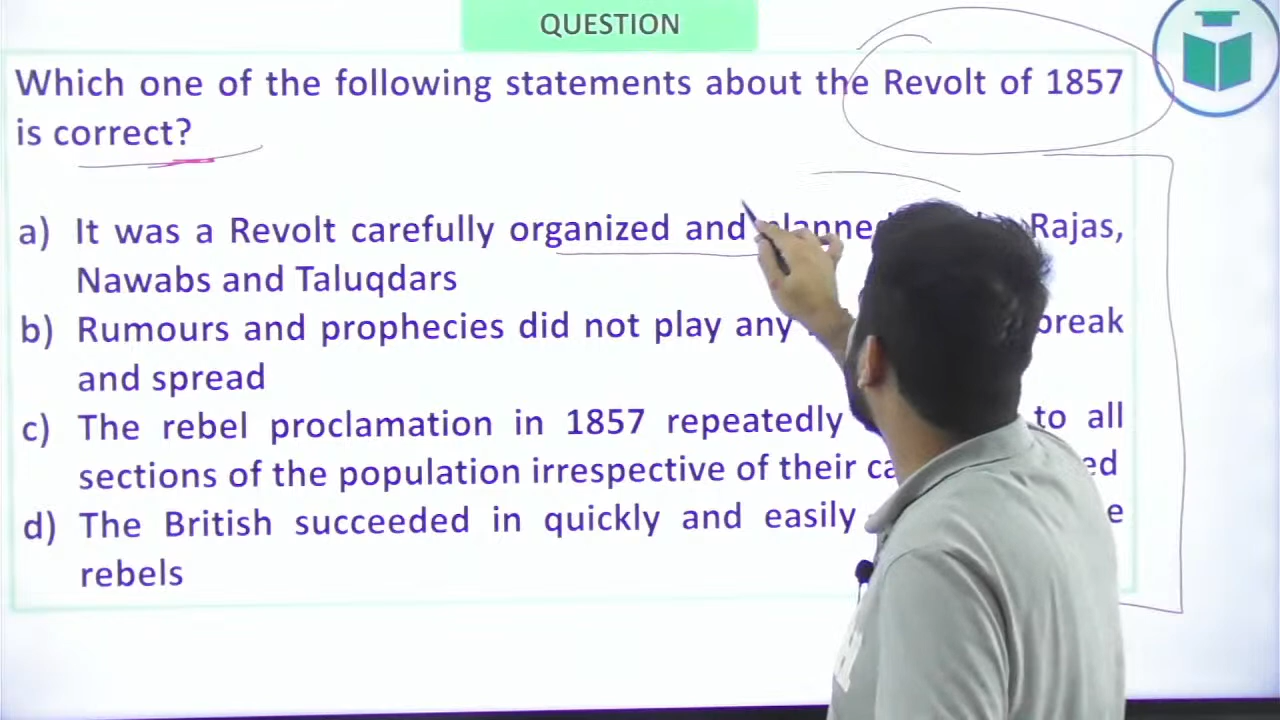 QUESTION
Which one of the following statements about the Revolt of 1857
is correct?
a) It was a Revolt carefully organized and planned Rajas,
Nawabs and Taluqdars
b) Rumours and prophecies did not play any
and spread
c) The rebel proclamation in 1857 repeatedly to all
sections of the population irrespective of their
d) The British succeeded in quickly and easily
rebels